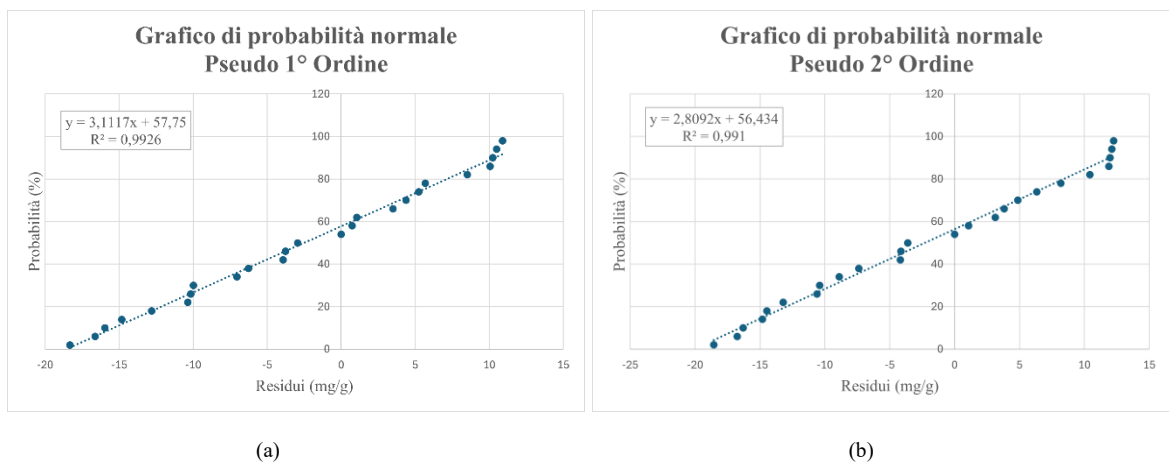 Grafico di probabilità normale
Pseudo 1° Ordine
120
y = 3,1117x + 57,75
R² = 0,9926
100
80
60
40
20
0
Probabilità (%)
-20
-15
-10
-5
0
5
10
15
Residui (mg/g)
(a)
Grafico di probabilità normale
Pseudo 2° Ordine
120
y = 2,8092x + 56,434
R² = 0,991
100
80
60
40
20
0
Probabilità (%)
-25
-20
-15
-10
-5
0
5
10
15
Residui (mg/g)
(b)